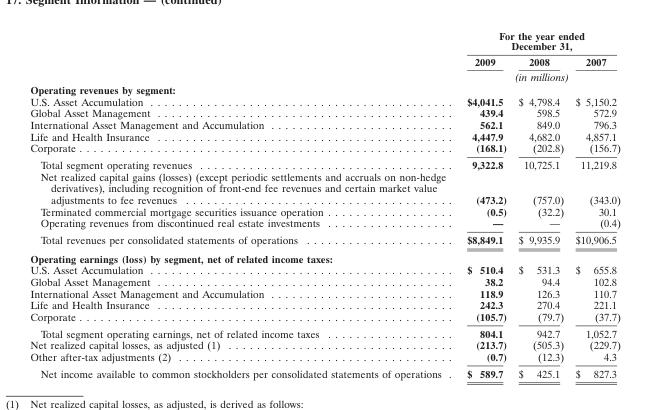 17. Segment Information — (continued)
For the year ended
December 31,
2009 2008 2007
(in millions)
Operating revenues by segment:
U.S. Asset Accumulation $4,041.5 $ 4,798.4 $ 5,150.2
Global Asset Management 439.4 598.5 572.9
International Asset Management and Accumulation 562.1 849.0 796.3
Life and Health Insurance 4,447.9 4,682.0 4,857.1
Corporate (168.1) (202.8) (156.7)
Total segment operating revenues 9,322.8 10,725.1 11,219.8
Net realized capital gains (losses) (except periodic settlements and accruals on non-hedge
derivatives), including recognition of front-end fee revenues and certain market value
adjustments to fee revenues (473.2) (757.0) (343.0)
Terminated commercial mortgage securities issuance operation (0.5) (32.2) 30.1
Operating revenues from discontinued real estate investments — — (0.4)
Total revenues per consolidated statements of operations $8,849.1 $ 9,935.9 $10,906.5
Operating earnings (loss) by segment, net of related income taxes:
U.S. Asset Accumulation $ 510.4 $ 531.3 $ 655.8
Global Asset Management 38.2 94.4 102.8
International Asset Management and Accumulation 118.9 126.3 110.7
Life and Health Insurance 242.3 270.4 221.1
Corporate (105.7) (79.7) (37.7)
Total segment operating earnings, net of related income taxes 804.1 942.7 1,052.7
Net realized capital losses, as adjusted (1) (213.7) (505.3) (229.7)
Other after-tax adjustments (2) (0.7) (12.3) 4.3
Net income available to common stockholders per consolidated statements of operations . $ 589.7 $ 425.1 $ 827.3
(1) Net realized capital losses, as adjusted, is derived as follows: